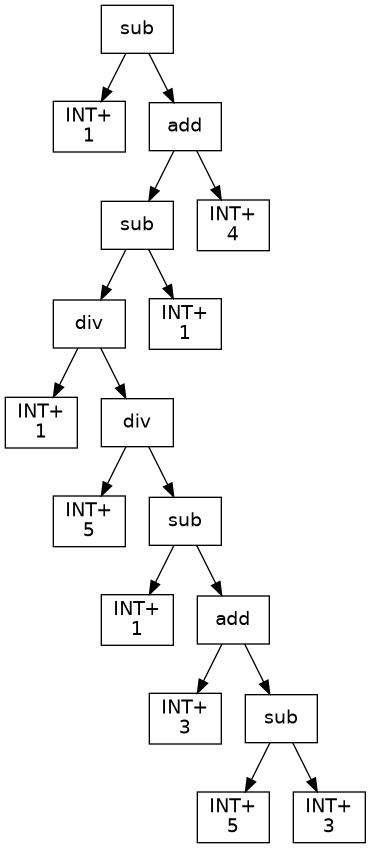 sub
INT+
1
add
sub
INT+
4
div
INT+
1
INT+
1
div
INT+
5
sub
INT+
1
add
INT+
3
sub
INT+
5
INT+
3